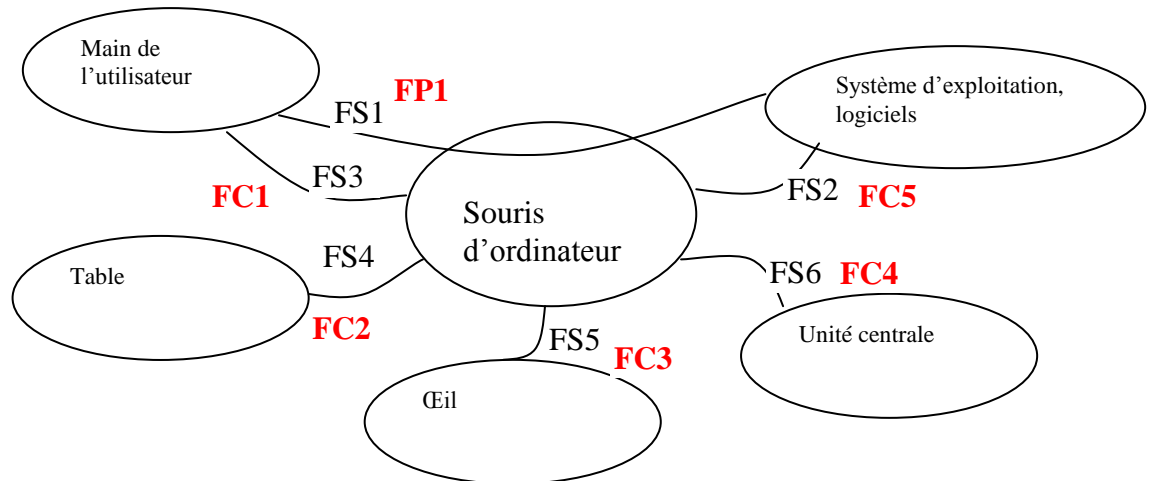 Main de
l’utilisateur
FS1
FP1
Système d’exploitation,
logiciels
FS3
FC1
FS2
FC5
Souris
d’ordinateur
FS4
Table
FC2
FS6
FC4
FS5
FC3
Unité centrale
Œil